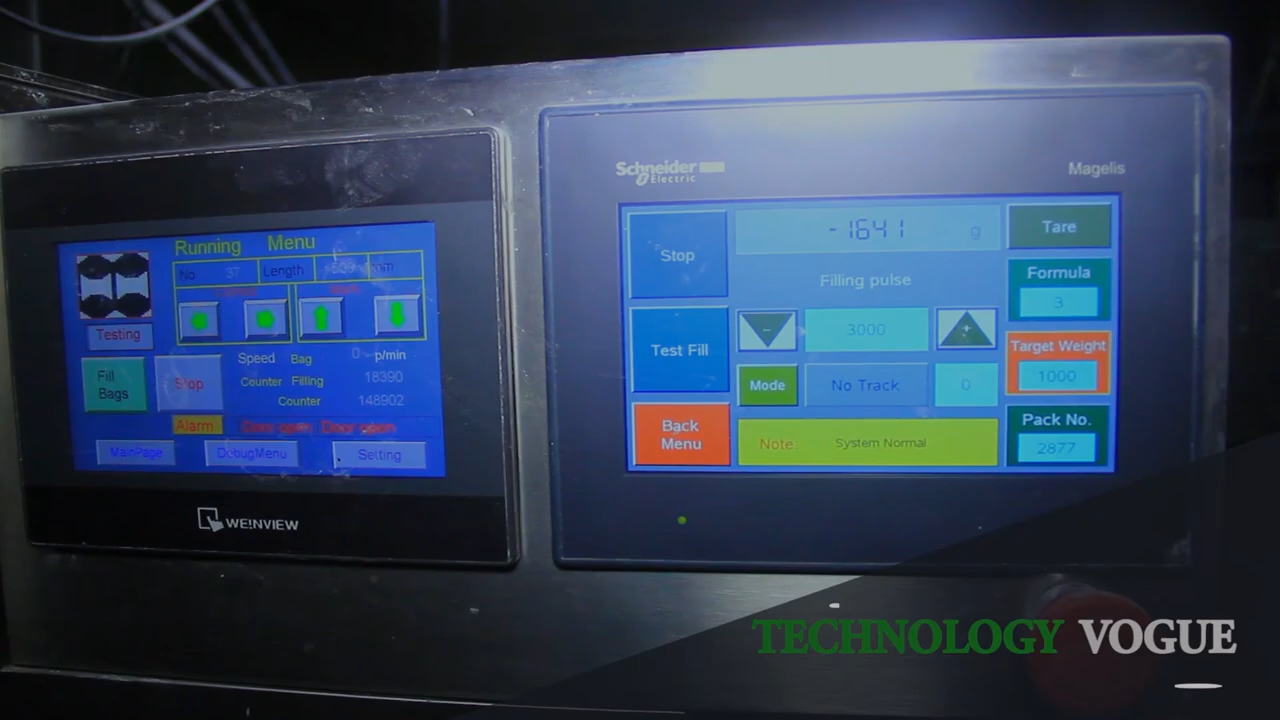 Running Menu
No 37 Length mm
Testing
Speed Bag 0 p/min
Fill
Bags
Stop
Counter Filling 18390
Counter 148902
Alarm Door open Door open
MainPage DebugMenu Setting
WE!NVIEW
Schneider
Electric
Magelis
Stop
-1641 g
Tare
Filling pulse
Formula
3
Test Fill
- 3000 +
Target Weight
1000
Mode No Track 0
Back
Menu
Note: System Normal
Pack No.
2877
TECHNOLOGY VOGUE